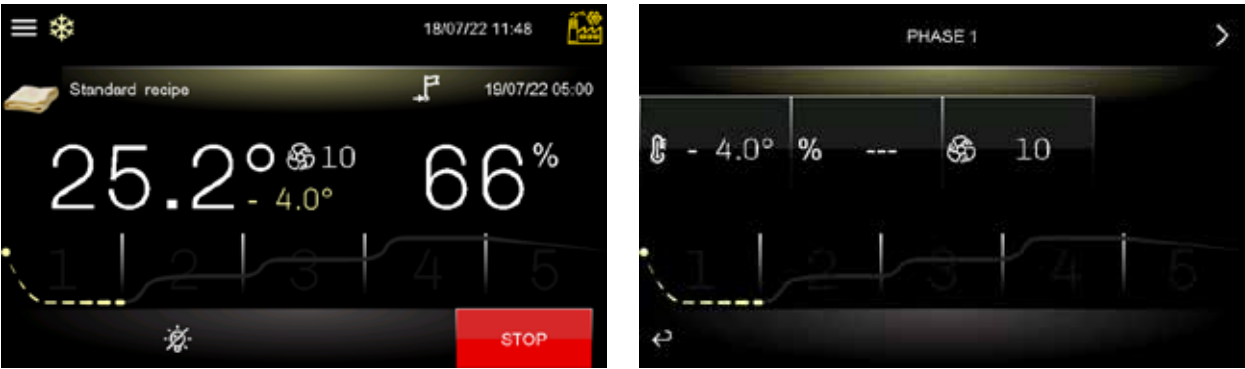 18/07/22 11:48
Standard recipe
19/07/22 05:00
25.2° 10 66%
- 4.0°
1 2 3 4 5
STOP
PHASE 1
- 4.0° % --- 10
1 2 3 4 5